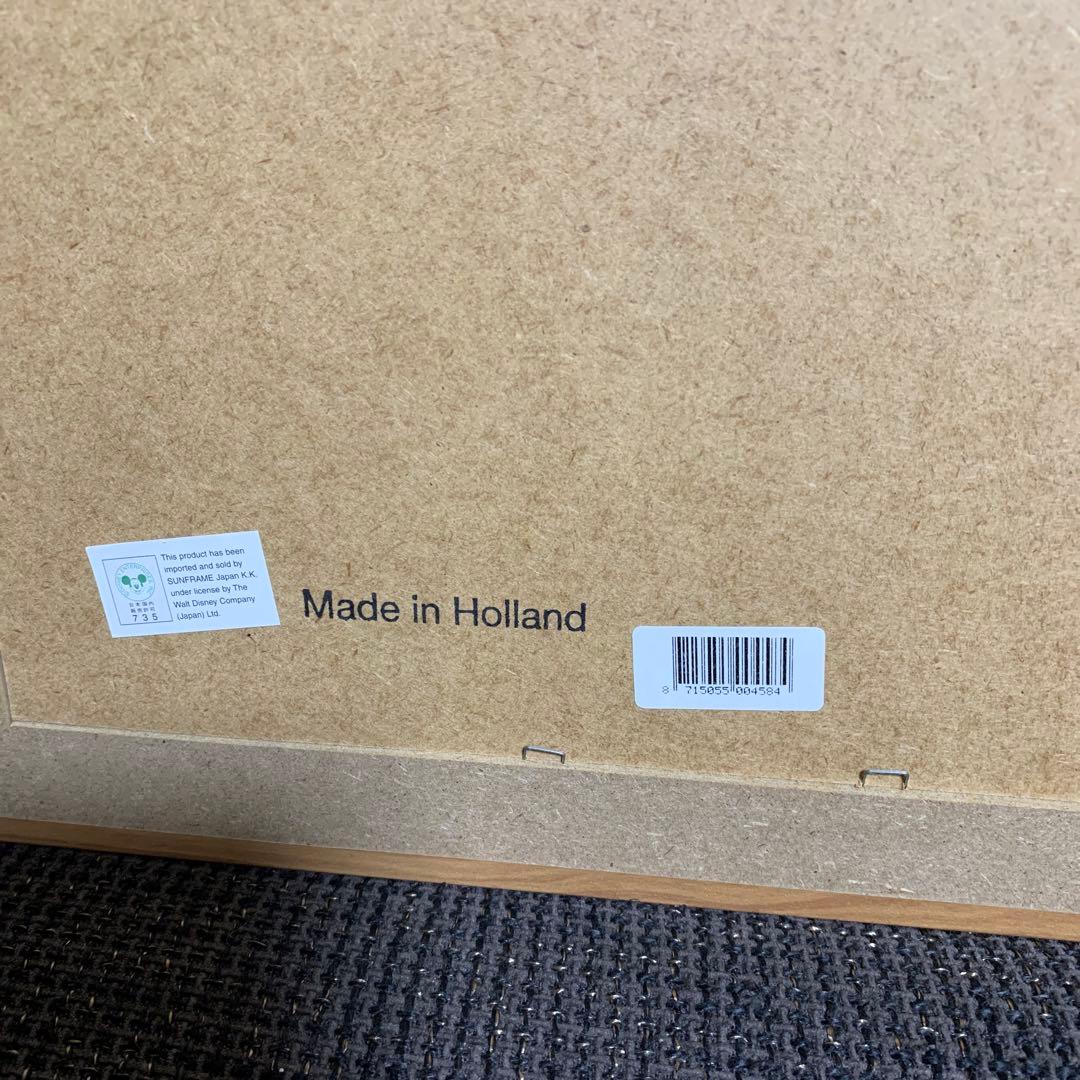 This product has been
imported and sold by
SUNFRAME Japan K.K.
under license by The
Walt Disney Company
(Japan) Ltd.
日本国内
販売許可
735
Made in Holland
8 715055 004584